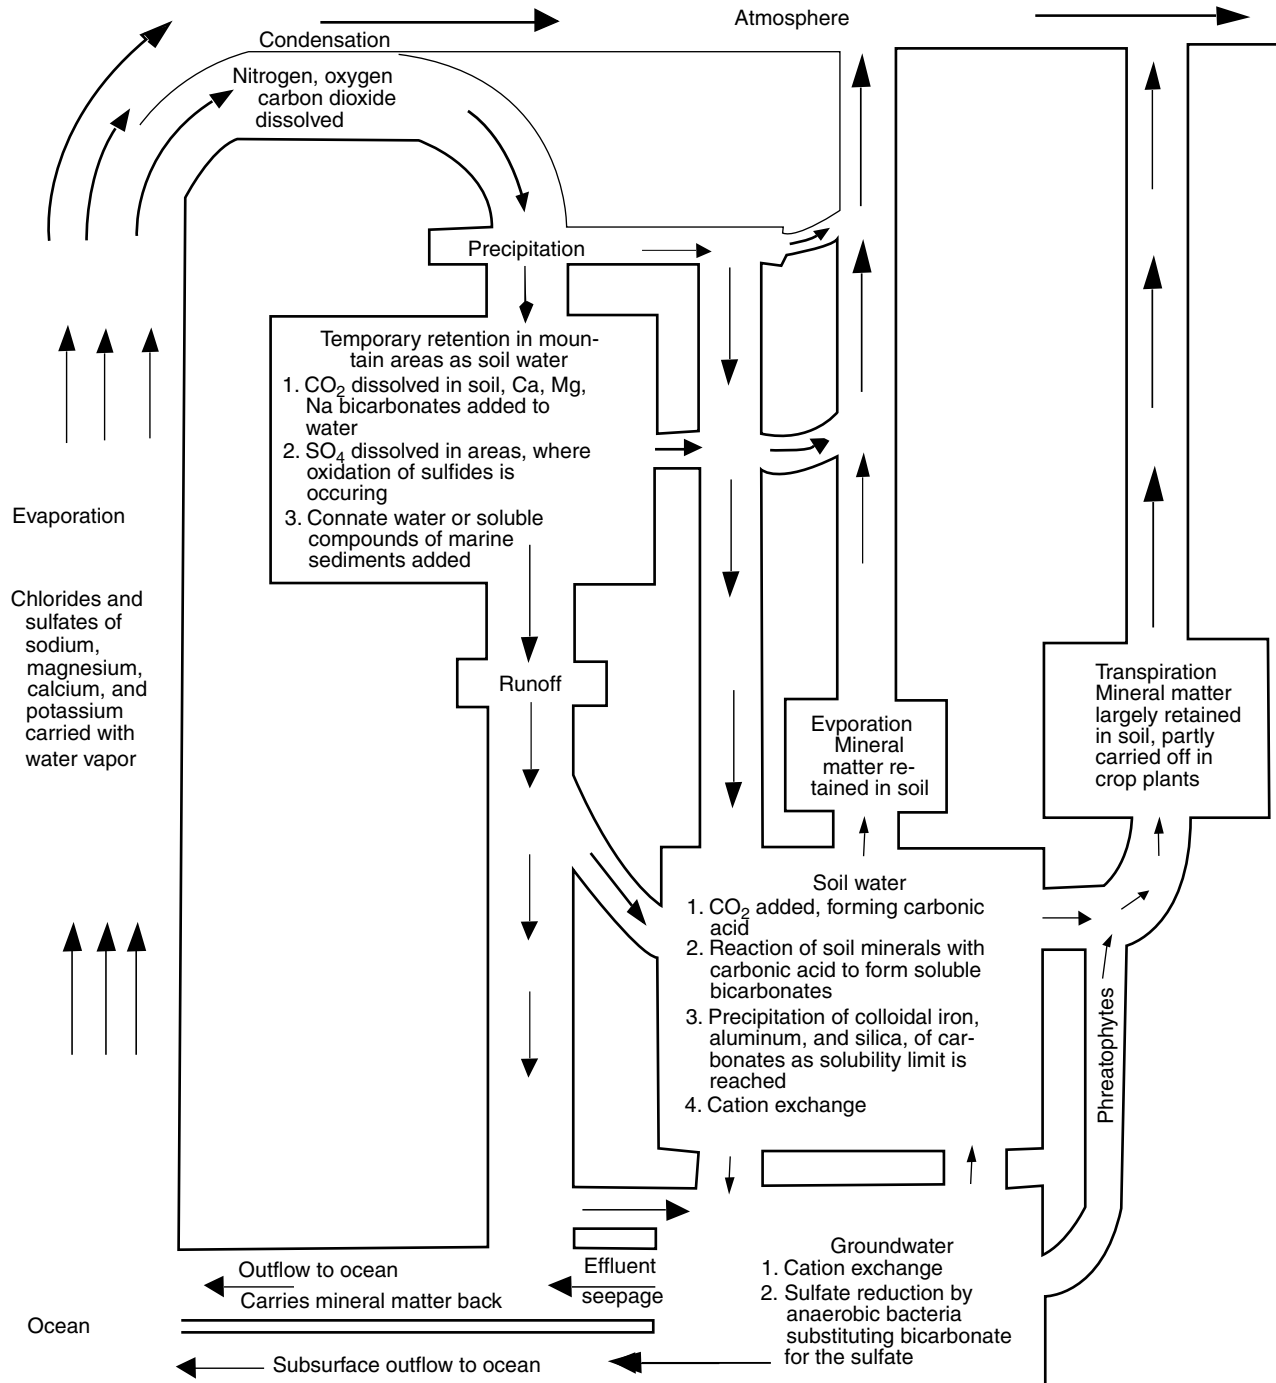 Atmosphere
Condensation
Nitrogen, oxygen
carbon dioxide
dissolved
Precipitation
Temporary retention in moun-
tain areas as soil water
1. CO2 dissolved in soil, Ca, Mg,
Na bicarbonates added to
water
2. SO4 dissolved in areas, where
oxidation of sulfides is
occuring
3. Connate water or soluble
compounds of marine
sediments added
Evaporation
Chlorides and
sulfates of
sodium,
magnesium,
calcium, and
potassium
carried with
water vapor
Runoff
Evporation
Mineral
matter re-
tained in soil
Transpiration
Mineral matter
largely retained
in soil, partly
carried off in
crop plants
Soil water
1. CO2 added, forming carbonic
acid
2. Reaction of soil minerals with
carbonic acid to form soluble
bicarbonates
3. Precipitation of colloidal iron,
aluminum, and silica, of car-
bonates as solubility limit is
reached
4. Cation exchange
Phreatophytes
Groundwater
1. Cation exchange
2. Sulfate reduction by
anaerobic bacteria
substituting bicarbonate
for the sulfate
Effluent
seepage
Outflow to ocean
Carries mineral matter back
Ocean
Subsurface outflow to ocean